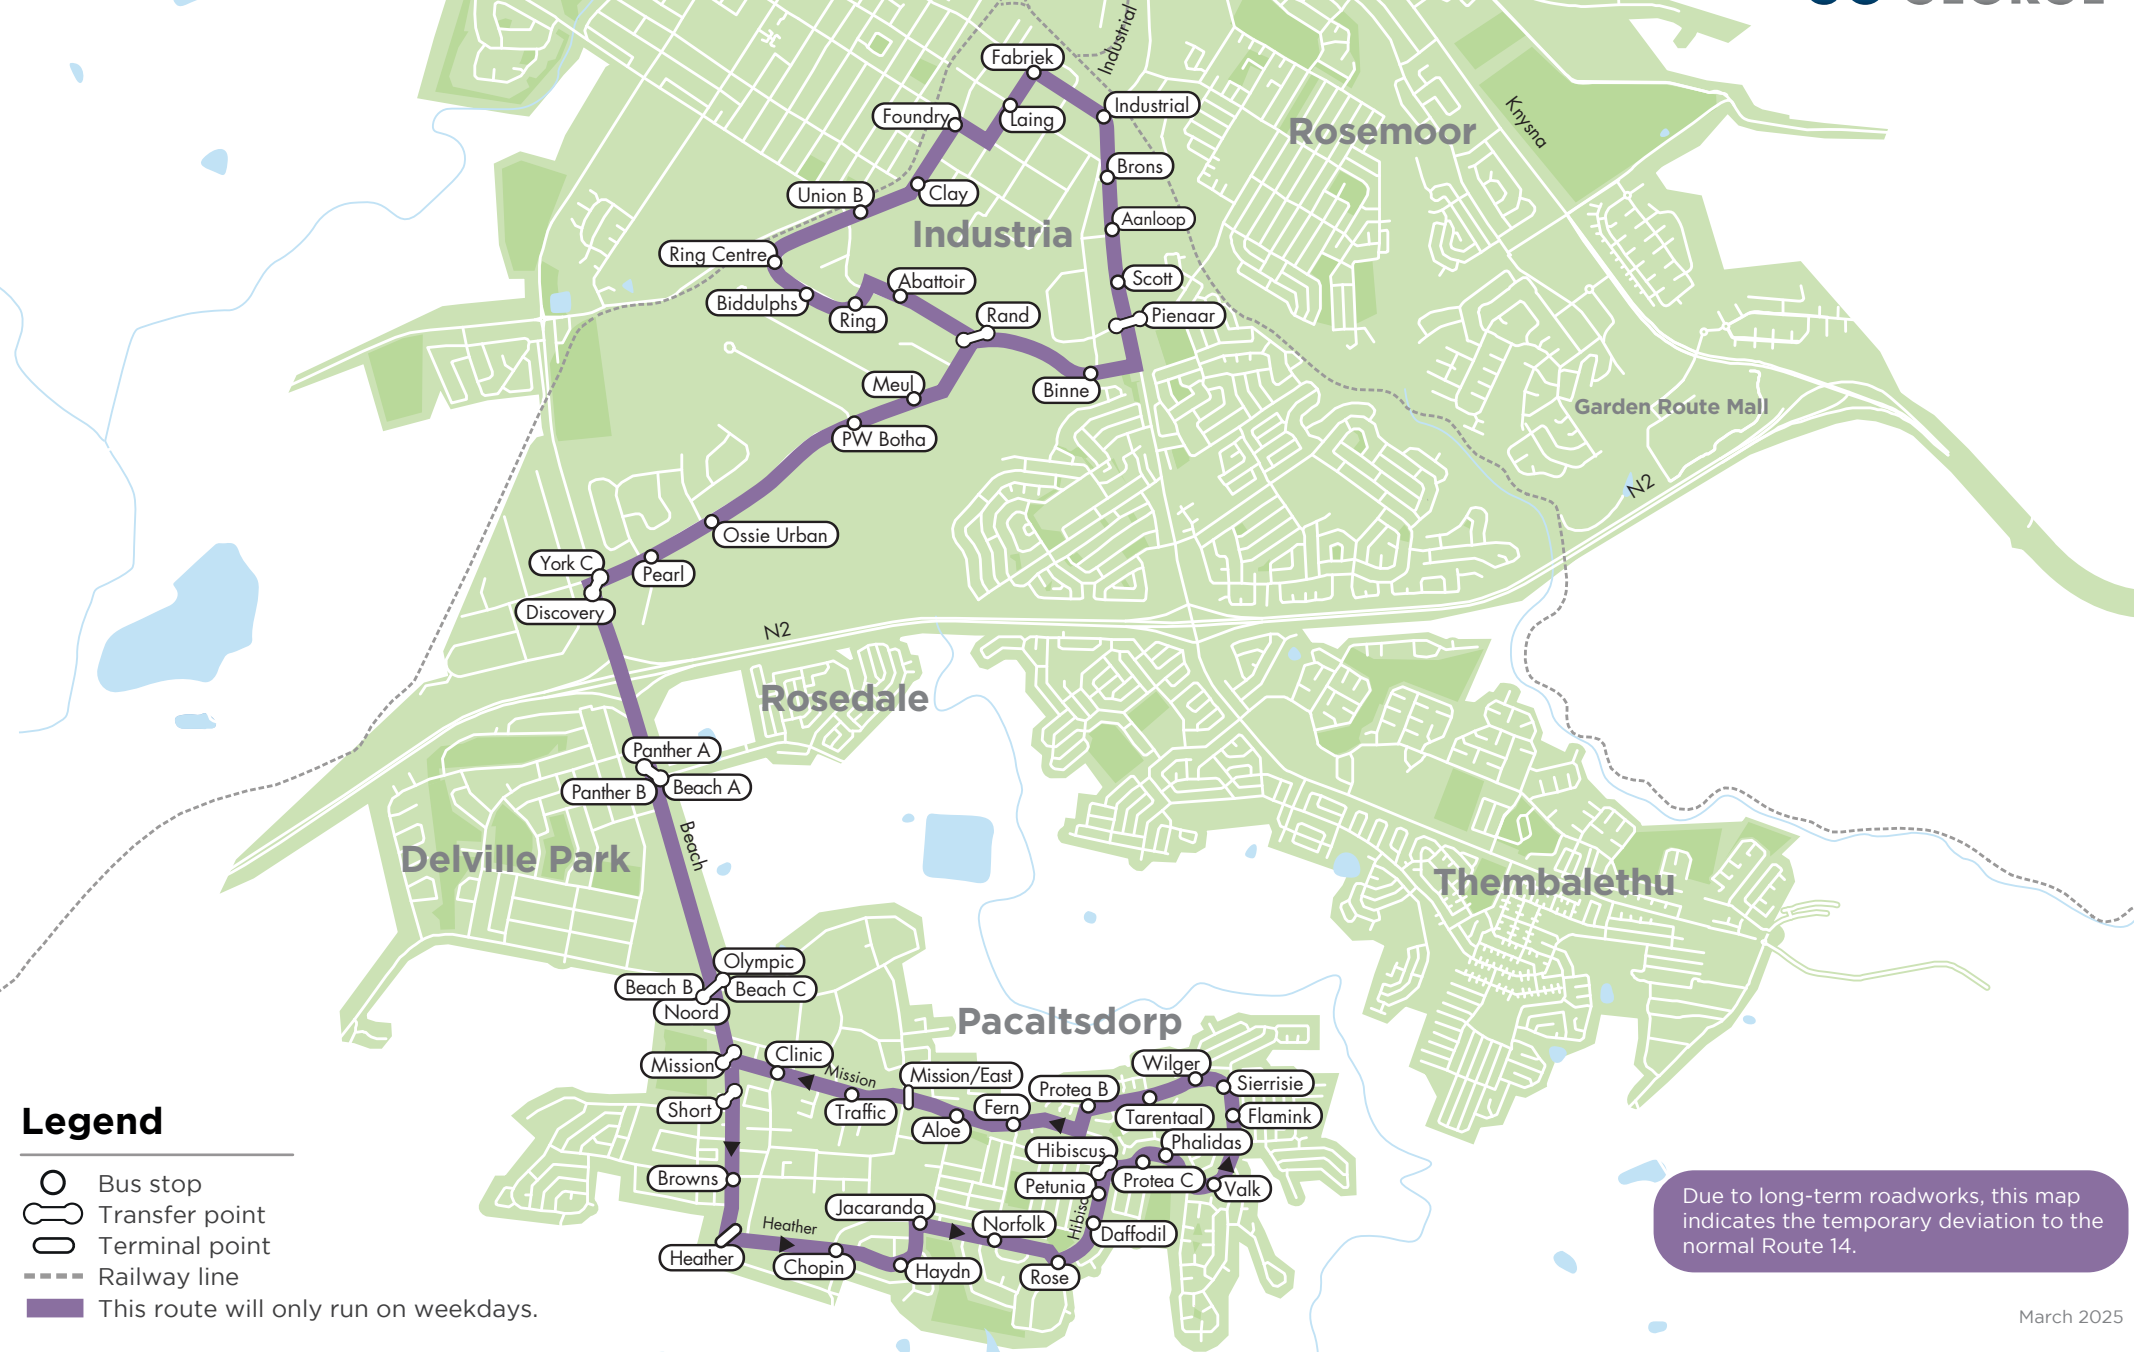 GEORGE
Industrial
Fabriek
Foundry
Laing
Industrial
Rosemoor
Knysna
Brons
Union B
Clay
Aanloop
Industria
Ring Centre
Abattoir
Scott
Biddulphs
Ring
Rand
Pienaar
Meul
Binne
Garden Route Mall
PW Botha
N2
Ossie Urban
York C
Pearl
Discovery
N2
Rosedale
Panther A
Panther B
Beach A
Beach
Delville Park
Thembalethu
Olympic
Beach B
Beach C
Noord
Pacaltsdorp
Mission
Clinic
Mission
Mission/East
Wilger
Protea B
Sierrisie
Short
Traffic
Fern
Tarentaal
Flamink
Aloe
Hibiscus
Phalidas
Browns
Petunia
Protea C
Valk
Jacaranda
Heather
Norfolk
Daffodil
Heather
Chopin
Haydn
Rose
Legend
Bus stop
Transfer point
Terminal point
Railway line
This route will only run on weekdays.
Due to long-term roadworks, this map
indicates the temporary deviation to the
normal Route 14.
March 2025